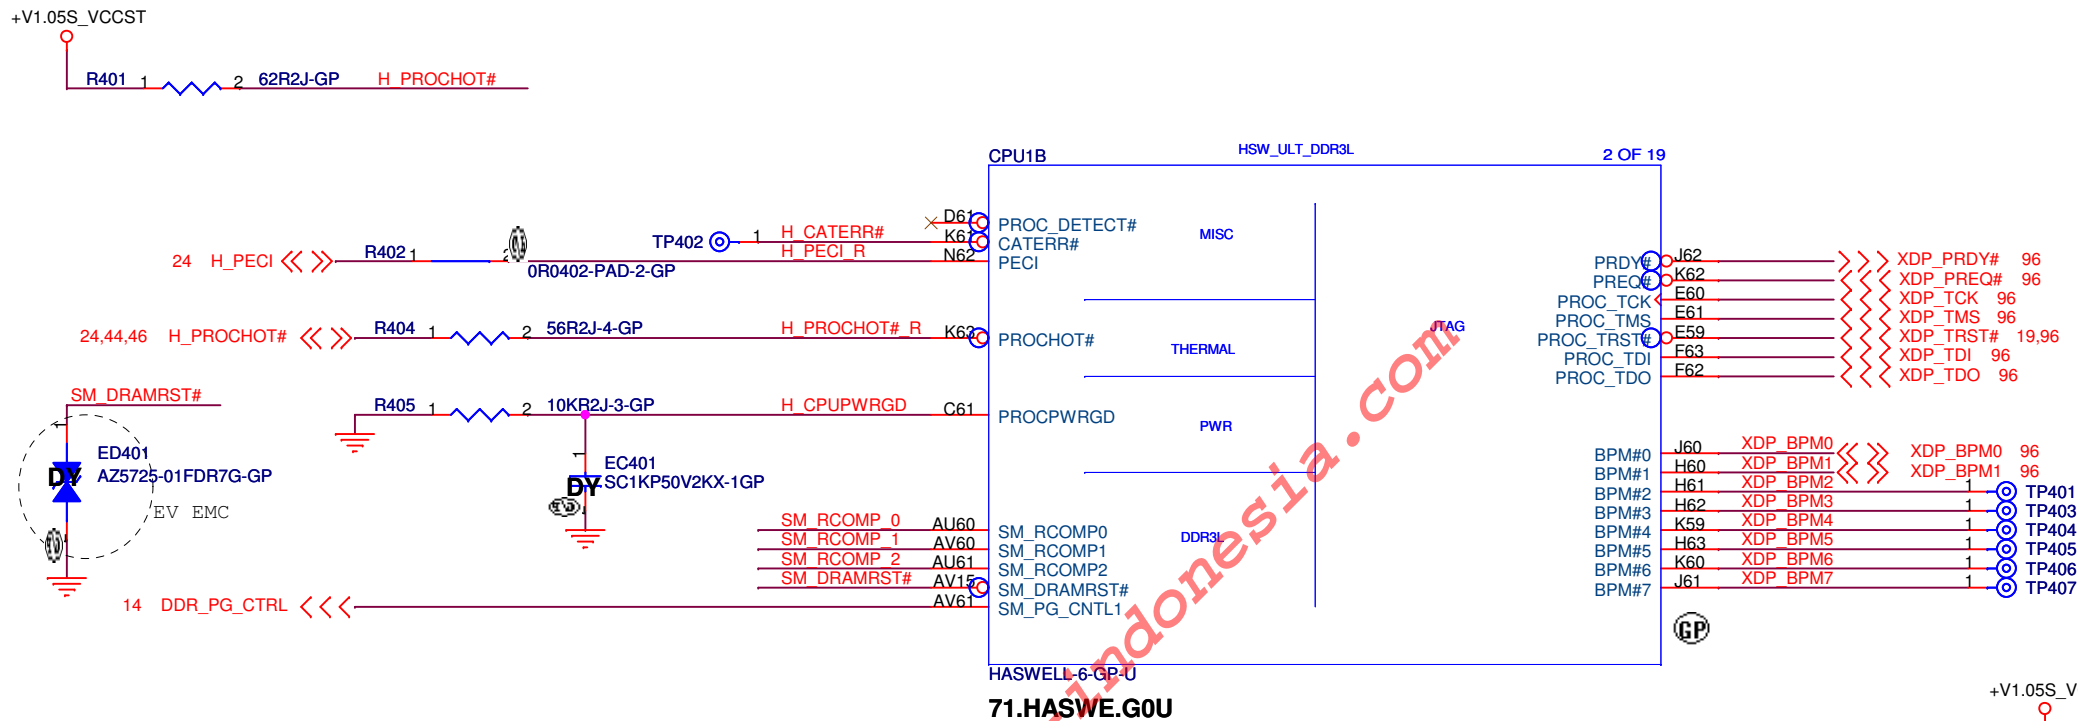 +V1.05S_VCCST
R401 1 2 62R2J-GP H_PROCHOT#
CPU1B HSW_ULT_DDR3L 2 OF 19
D61 PROC_DETECT# MISC
TP402 1 H_CATERR# K61 CATERR#
24 H_PECI R402 1 2 0R0402-PAD-2-GP H_PECI_R N62 PECI
24,44,46 H_PROCHOT# R404 1 2 56R2J-4-GP H_PROCHOT#_R K63 PROCHOT#
THERMAL
JTAG
PRDY# J62 XDP_PRDY# 96
PREQ# K62 XDP_PREQ# 96
PROC_TCK E60 XDP_TCK 96
PROC_TMS E61 XDP_TMS 96
PROC_TRST# E59 XDP_TRST# 19,96
PROC_TDI F63 XDP_TDI 96
PROC_TDO F62 XDP_TDO 96
SM_DRAMRST#
1
ED401
AZ5725-01FDR7G-GP
DY
EV EMC
R405 1 2 10KR2J-3-GP H_CPUPWRGD C61 PROCPWRGD
PWR
1
EC401
SC1KP50V2KX-1GP
DY
SM_RCOMP_0 AU60 SM_RCOMP0
SM_RCOMP_1 AV60 SM_RCOMP1
SM_RCOMP_2 AU61 SM_RCOMP2
SM_DRAMRST# AV15 SM_DRAMRST#
14 DDR_PG_CTRL AV61 SM_PG_CNTL1
DDR3L
BPM#0 J60 XDP_BPM0 XDP_BPM0 96
BPM#1 H60 XDP_BPM1 XDP_BPM1 96
BPM#2 H61 XDP_BPM2 1 TP401
BPM#3 H62 XDP_BPM3 1 TP403
BPM#4 K59 XDP_BPM4 1 TP404
BPM#5 H63 XDP_BPM5 1 TP405
BPM#6 K60 XDP_BPM6 1 TP406
BPM#7 J61 XDP_BPM7 1 TP407
GP
HASWELL-6-GP-U
71.HASWE.G0U
indonesia.com
+V1.05S_V